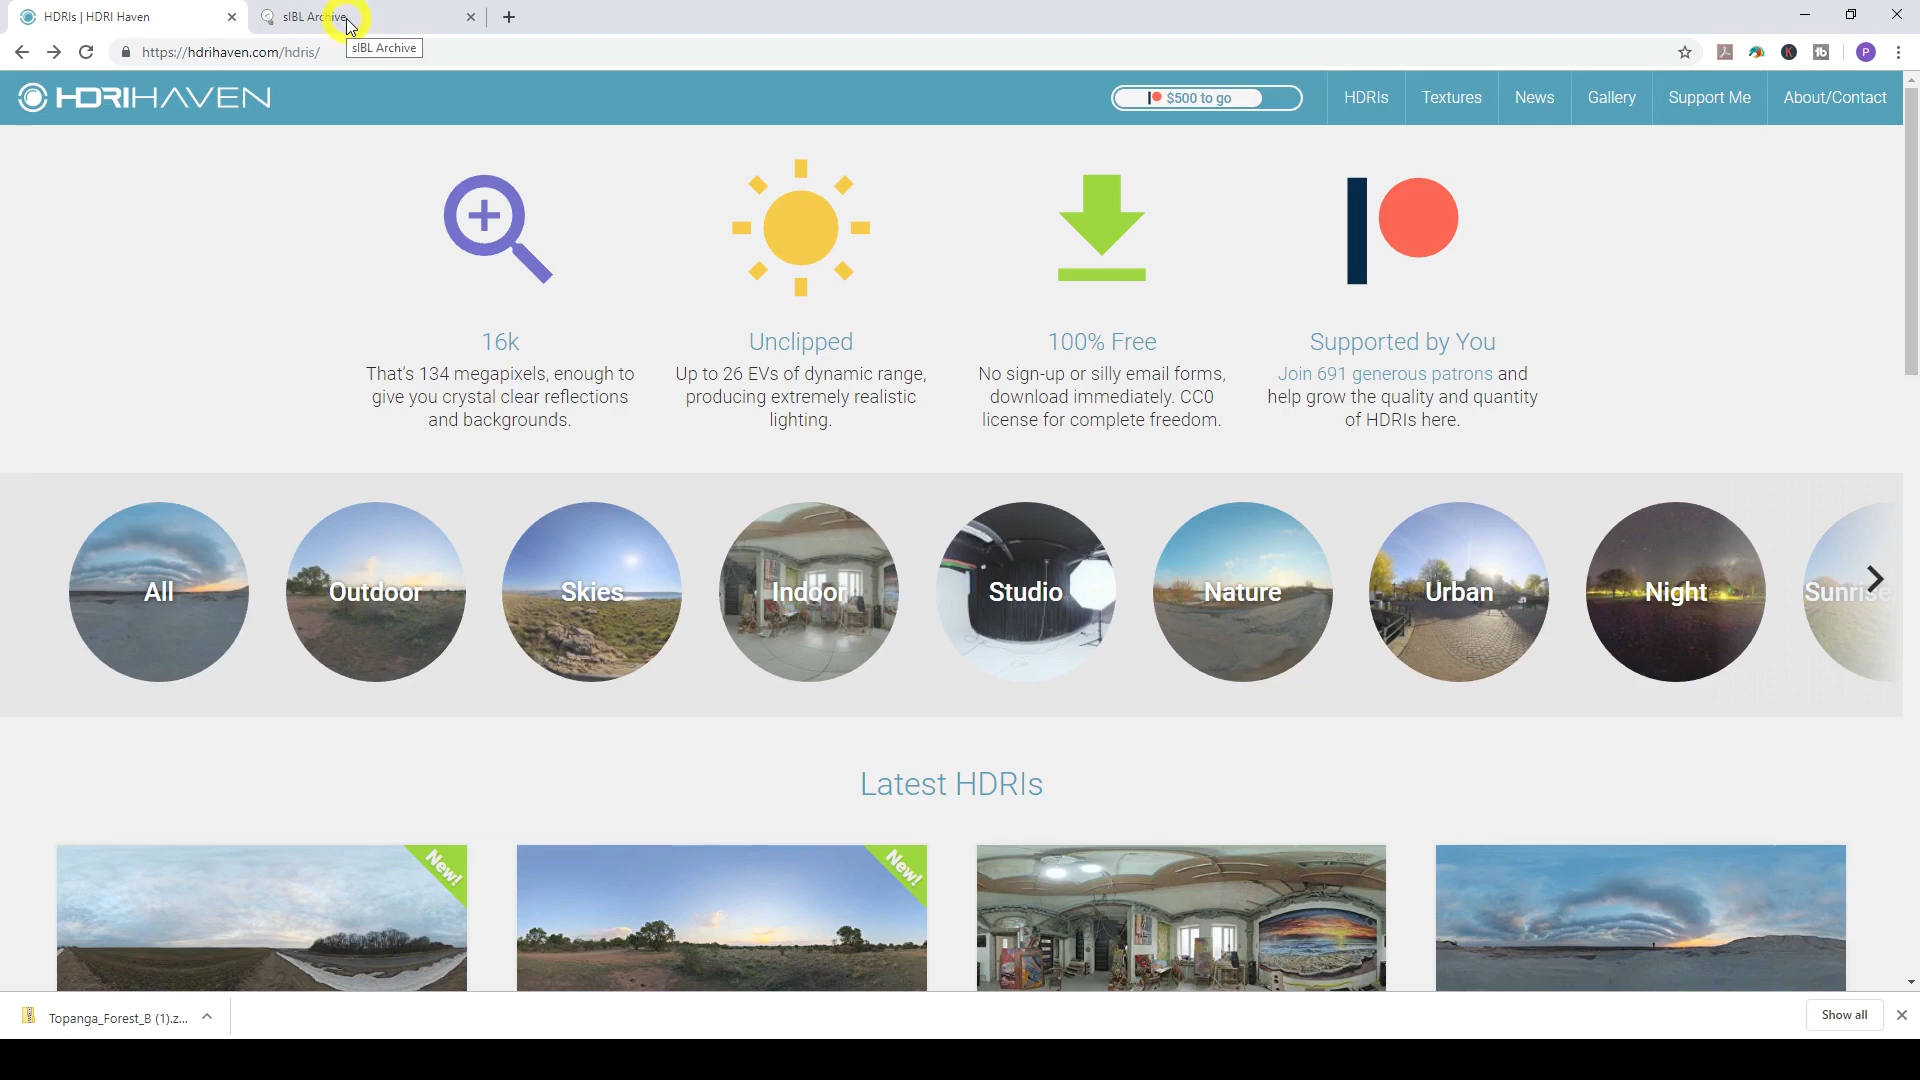 HDRIs | HDRI Haven
sIBL Archive
https://hdrihaven.com/hdris/
sIBL Archive
HDRIHAVEN
$500 to go
HDRIs
Textures
News
Gallery
Support Me
About/Contact
16k
That's 134 megapixels, enough to
give you crystal clear reflections
and backgrounds.
Unclipped
Up to 26 EVs of dynamic range,
producing extremely realistic
lighting.
100% Free
No sign-up or silly email forms,
download immediately. CC0
license for complete freedom.
Supported by You
Join 691 generous patrons and
help grow the quality and quantity
of HDRIs here.
All
Outdoor
Skies
Indoor
Studio
Nature
Urban
Night
Sunrise
Latest HDRIs
New!
New!
Topanga_Forest_B (1).z...
Show all